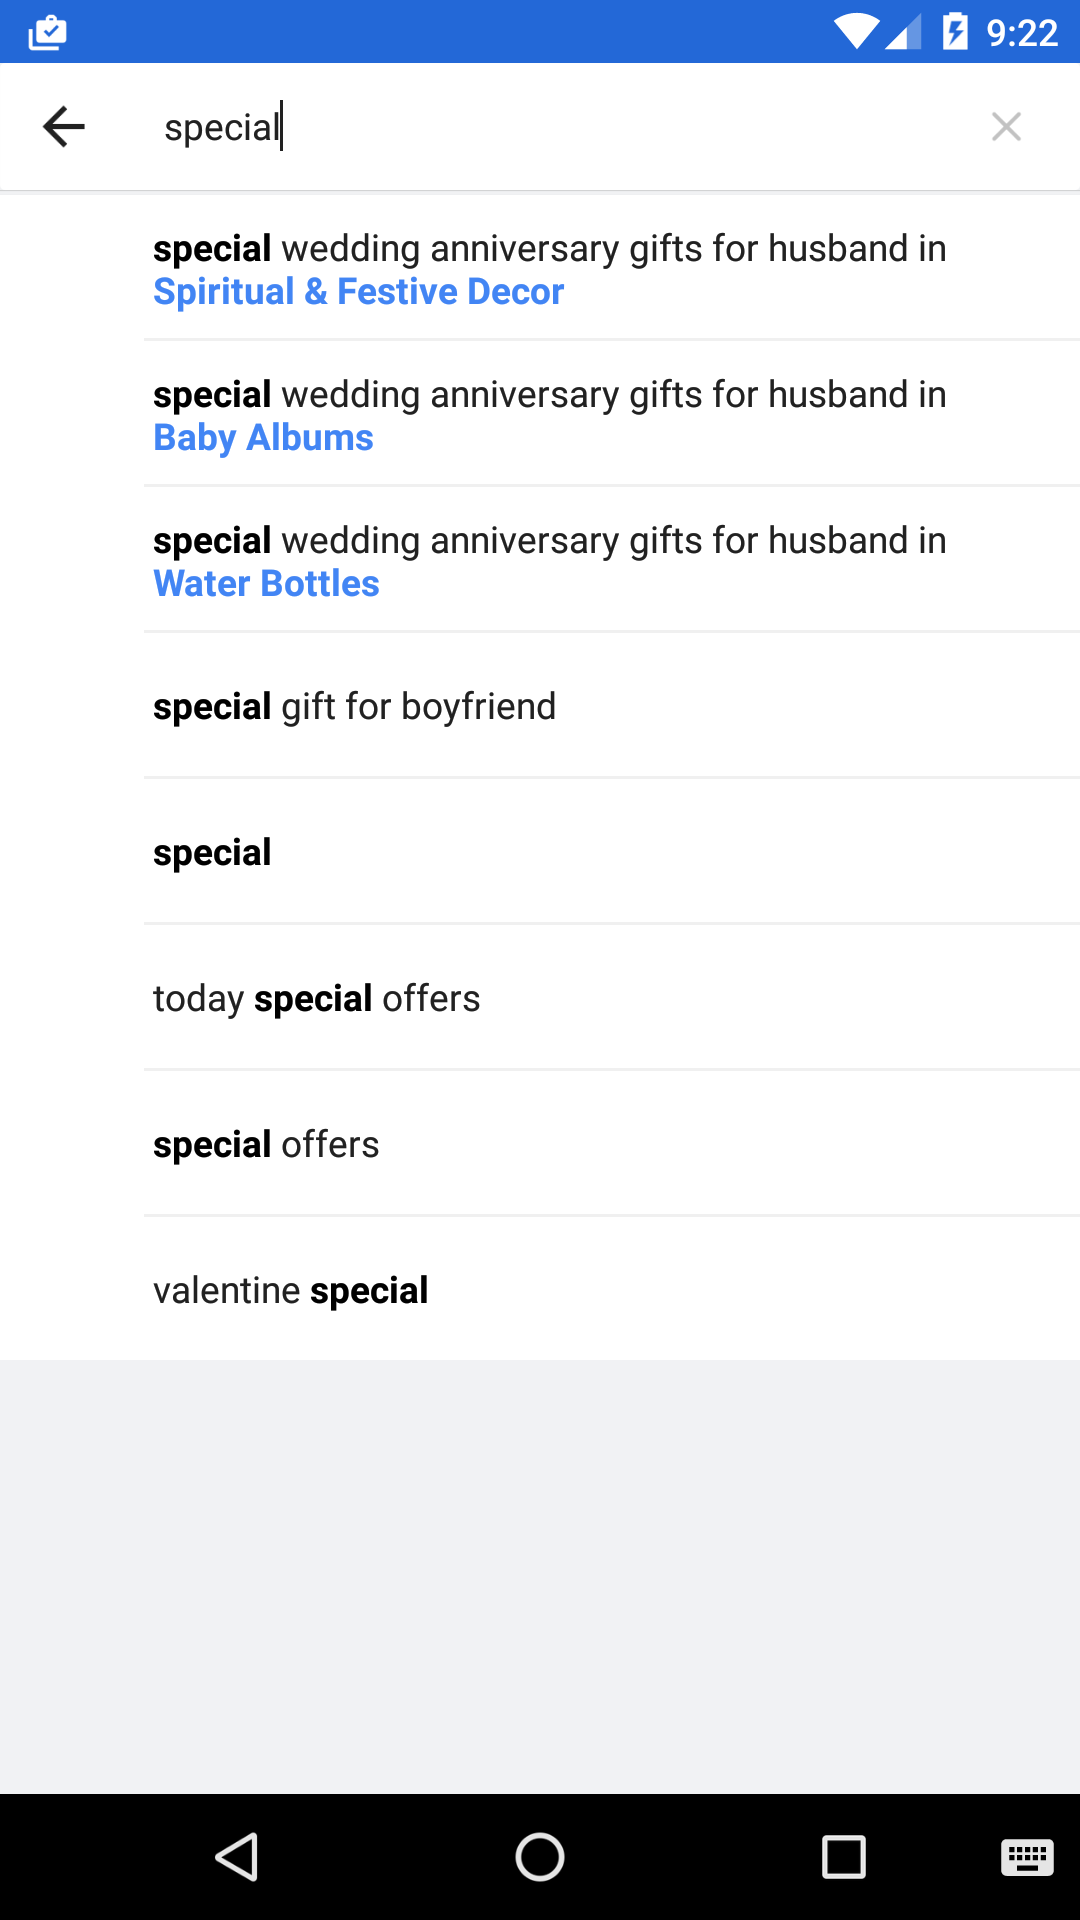 9:22
special
special wedding anniversary gifts for husband in
Spiritual & Festive Decor
special wedding anniversary gifts for husband in
Baby Albums
special wedding anniversary gifts for husband in
Water Bottles
special gift for boyfriend
special
today special offers
special offers
valentine special